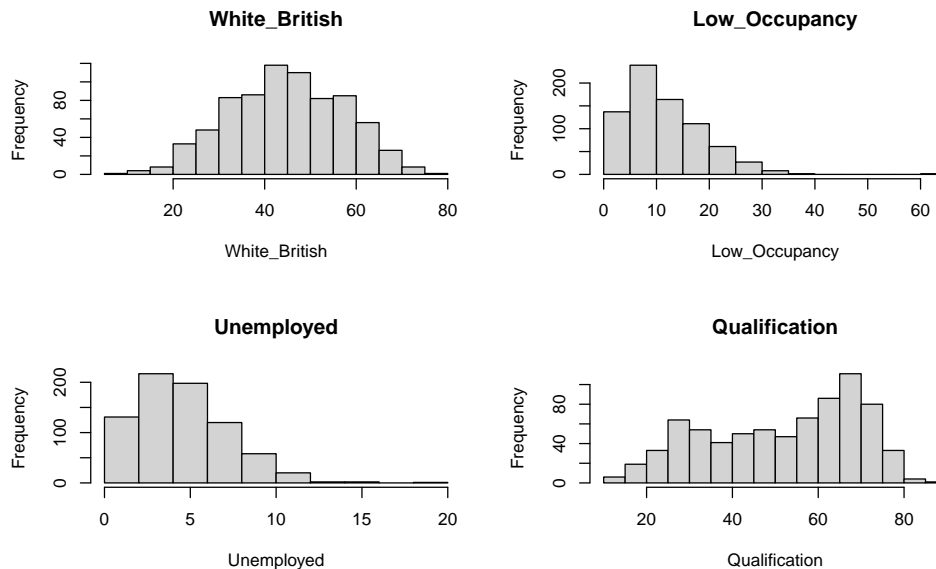 White_British
Frequency
0
40
80
20
40
60
80
White_British
Low_Occupancy
Frequency
0
100
200
0
10
20
30
40
50
60
Low_Occupancy
Unemployed
Frequency
0
100
200
0
5
10
15
20
Unemployed
Qualification
Frequency
0
40
80
20
40
60
80
Qualification